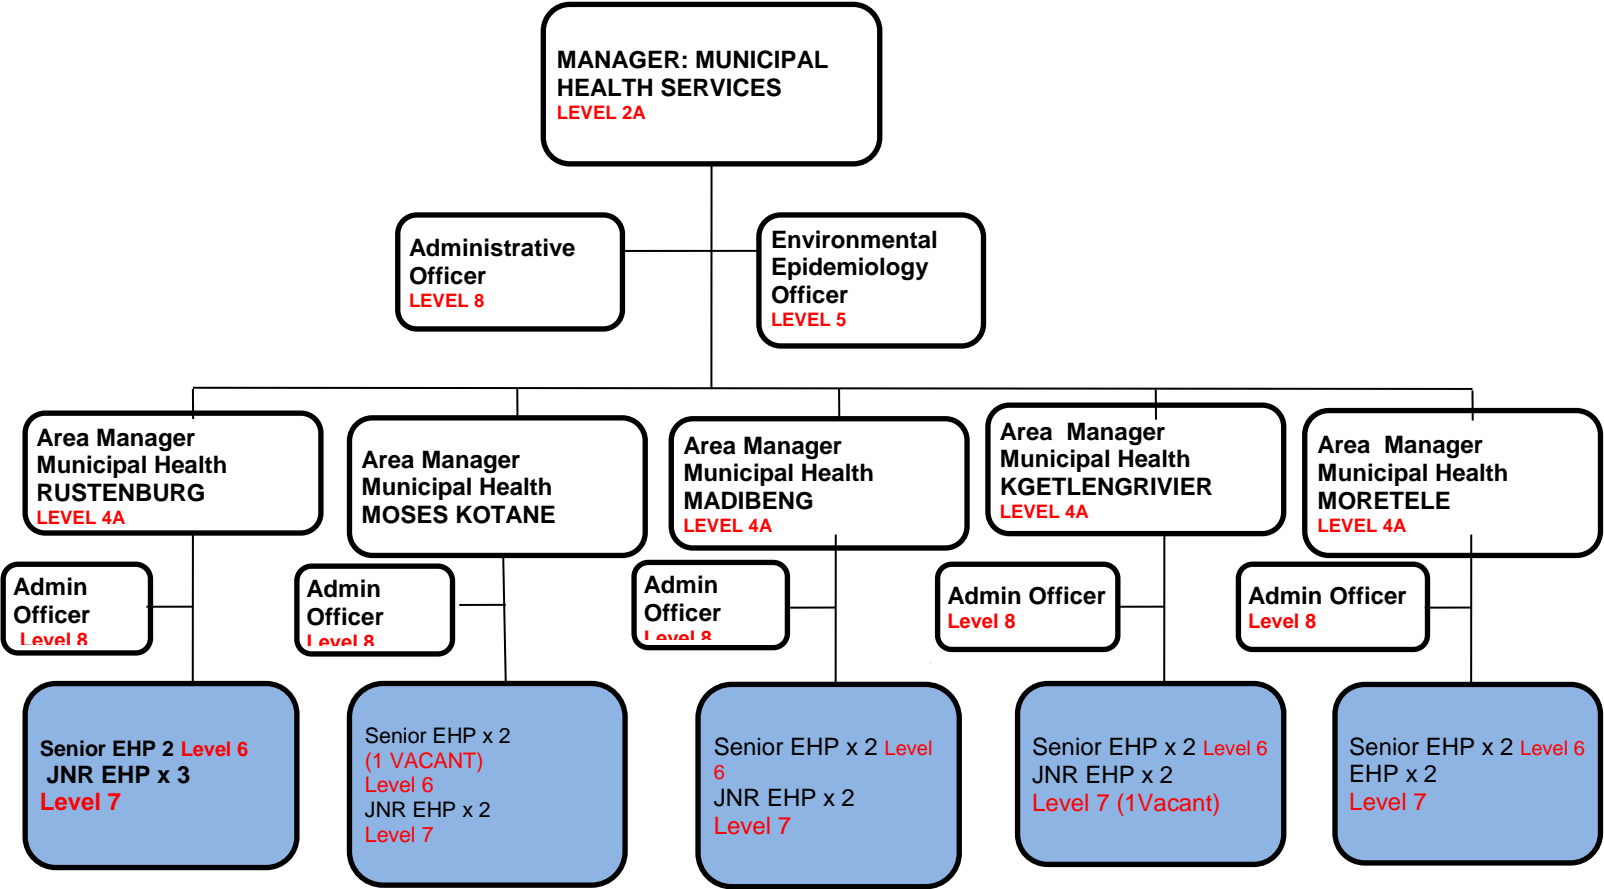 MANAGER: MUNICIPAL
HEALTH SERVICES
LEVEL 2A
Administrative
Officer
LEVEL 8
Environmental
Epidemiology
Officer
LEVEL 5
Area Manager
Municipal Health
RUSTENBURG
LEVEL 4A
Area Manager
Municipal Health
MOSES KOTANE
Area Manager
Municipal Health
MADIBENG
LEVEL 4A
Area  Manager
Municipal Health
KGETLENGRIVIER
LEVEL 4A
Area  Manager
Municipal Health
MORETELE
LEVEL 4A
Admin
Officer
Level 8
Admin
Officer
Level 8
Admin
Officer
Level 8
Admin Officer
Level 8
Admin Officer
Level 8
Senior EHP 2 Level 6
JNR EHP x 3
Level 7
Senior EHP x 2
(1 VACANT)
Level 6
JNR EHP x 2
Level 7
Senior EHP x 2 Level
6
JNR EHP x 2
Level 7
Senior EHP x 2 Level 6
JNR EHP x 2
Level 7 (1Vacant)
Senior EHP x 2 Level 6
EHP x 2
Level 7